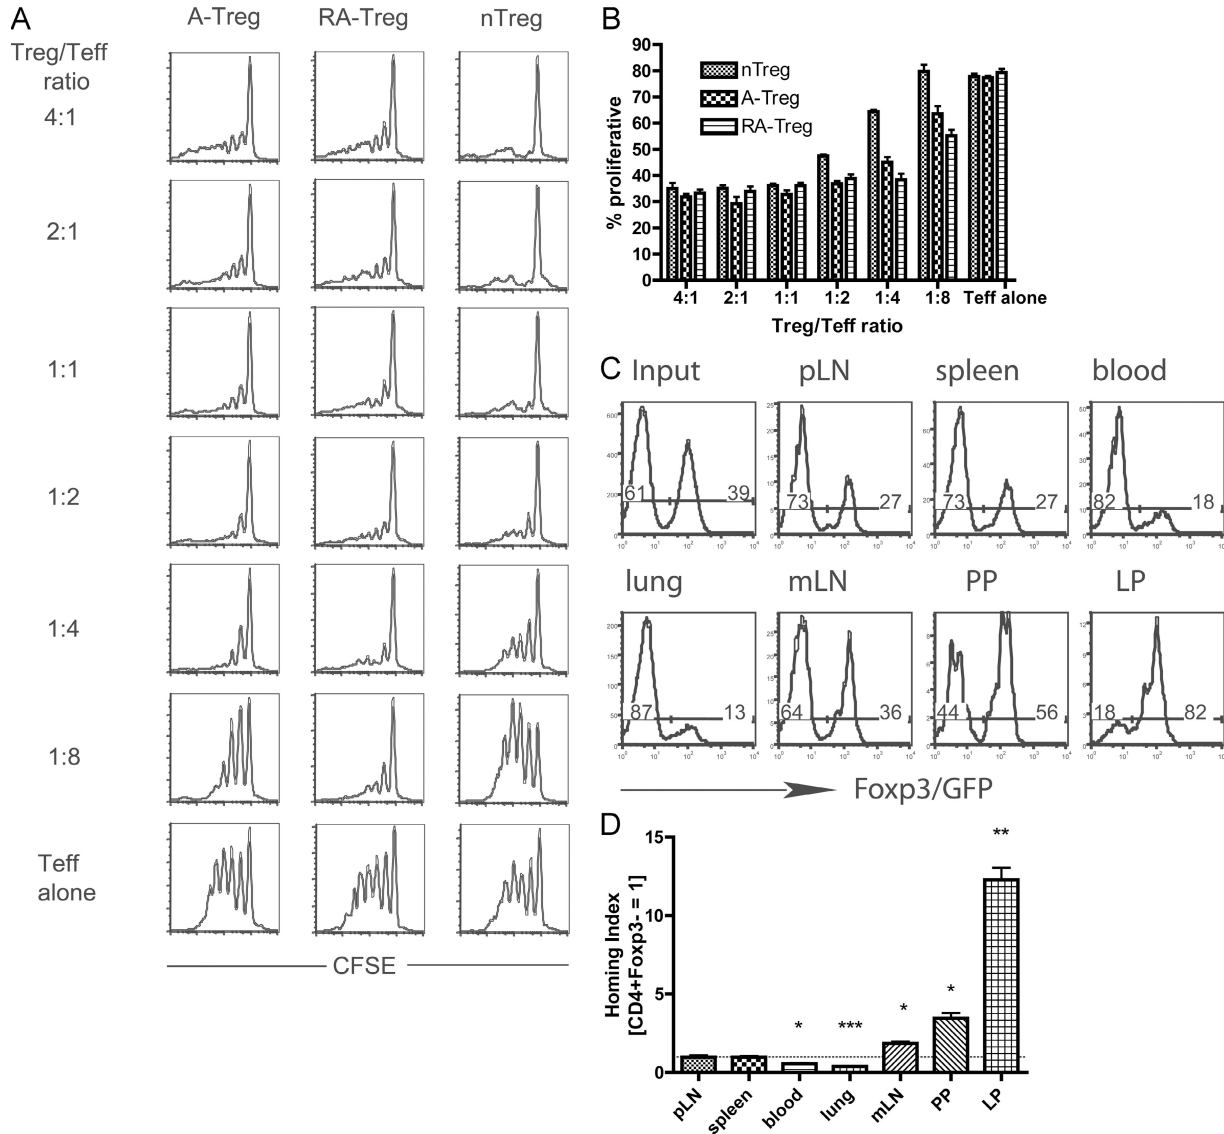 A
A-Treg RA-Treg nTreg
Treg/Teff
ratio
4:1
2:1
1:1
1:2
1:4
1:8
Teff
alone
CFSE
B
90
80
70
60
50
40
30
20
10
0
% proliferative
nTreg
A-Treg
RA-Treg
4:1 2:1 1:1 1:2 1:4 1:8 Teff alone
Treg/Teff ratio
C
Input pLN spleen blood
61 39 73 27 73 27 82 18
lung mLN PP LP
87 13 64 36 44 56 18 82
Foxp3/GFP
D
15
10
5
0
Homing Index
[CD4+Foxp3- = 1]
* *** * * **
pLN spleen blood lung mLN PP LP